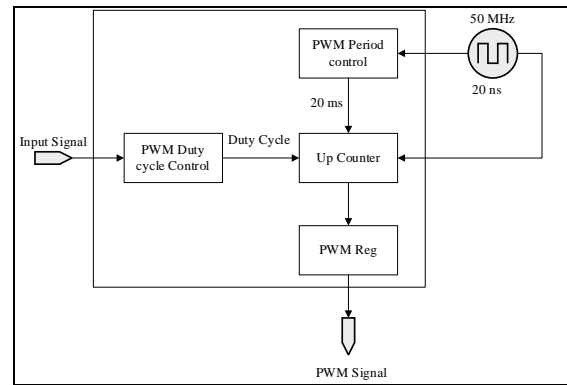 50 MHz
PWM Period
control
20 ns
20 ms
Input Signal
PWM Duty
cycle Control
Duty Cycle
Up Counter
PWM Reg
PWM Signal